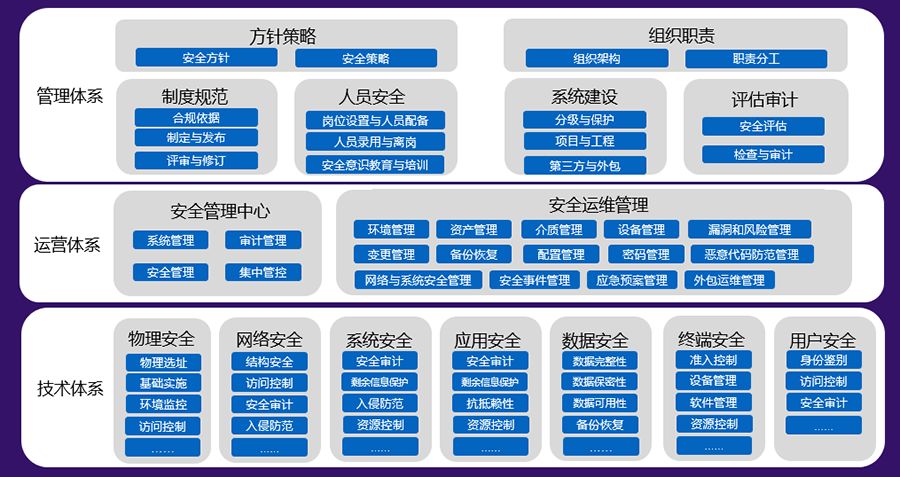 管理体系
方针策略
安全方针
安全策略
组织职责
组织架构
职责分工
制度规范
合规依据
制定与发布
评审与修订
人员安全
岗位设置与人员配备
人员录用与离岗
安全意识教育与培训
系统建设
分级与保护
项目与工程
第三方与外包
评估审计
安全评估
检查与审计
运营体系
安全管理中心
系统管理
审计管理
安全管理
集中管控
安全运维管理
环境管理
资产管理
介质管理
设备管理
漏洞和风险管理
变更管理
备份恢复
配置管理
密码管理
恶意代码防范管理
网络与系统安全管理
安全事件管理
应急预案管理
外包运维管理
技术体系
物理安全
物理选址
基础实施
环境监控
访问控制
……
网络安全
结构安全
访问控制
安全审计
入侵防范
……
系统安全
安全审计
剩余信息保护
入侵防范
资源控制
……
应用安全
安全审计
剩余信息保护
抗抵赖性
资源控制
……
数据安全
数据完整性
数据保密性
数据可用性
备份恢复
……
终端安全
准入控制
设备管理
软件管理
资源控制
……
用户安全
身份鉴别
访问控制
安全审计
……